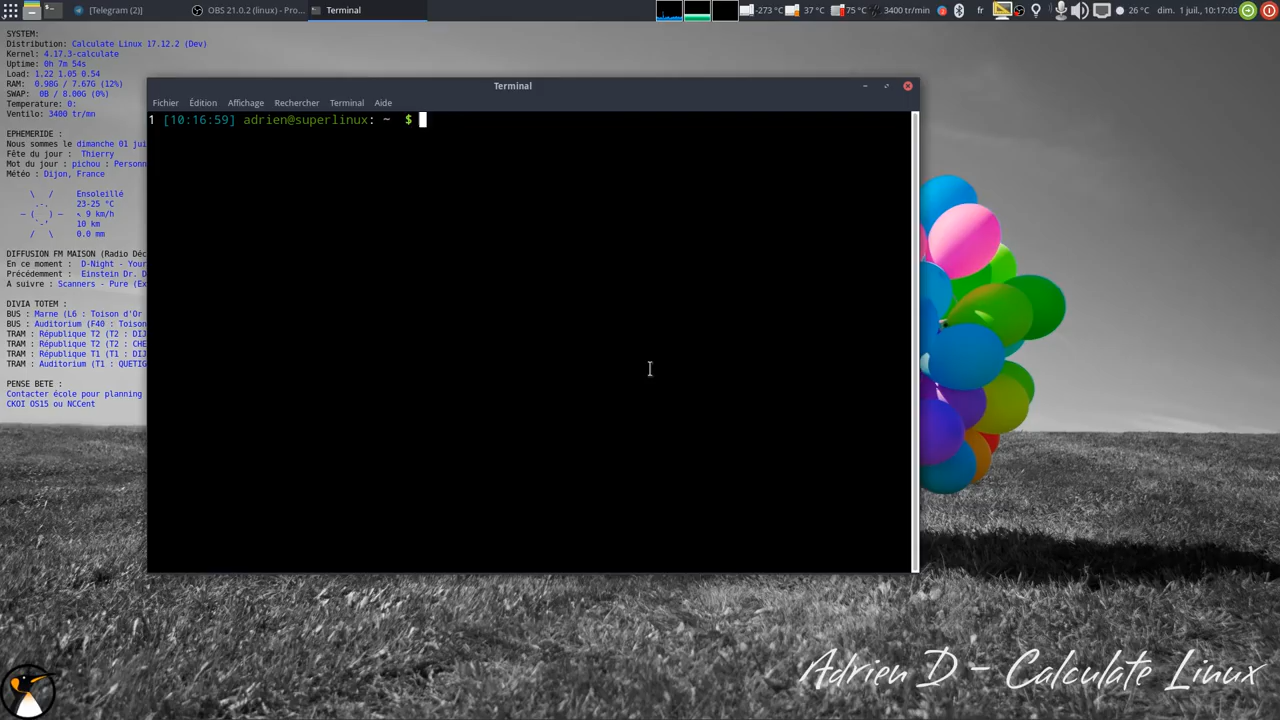 [Telegram (2)]
OBS 21.0.2 (linux) - Pro...
Terminal
-273 °C
37 °C
75 °C
3400 tr/min
fr
26 °C
dim. 1 juil., 10:17:03
SYSTEM:
Distribution: Calculate Linux 17.12.2 (Dev)
Kernel: 4.17.3-calculate
Uptime: 0h 7m 54s
Load: 1.22 1.05 0.54
RAM: 0.98G / 7.67G (12%)
SWAP: 0B / 8.00G (0%)
Temperature: 0:
Ventilo: 3400 tr/mn
Terminal
Fichier Édition Affichage Rechercher Terminal Aide
1 [10:16:59] adrien@superlinux: ~ $
EPHEMERIDE :
Nous sommes le dimanche 01 jui
Fête du jour : Thierry
Mot du jour : pichou : Personn
Météo : Dijon, France
Ensoleillé
23-25 °C
↖ 9 km/h
10 km
0.0 mm
DIFFUSION FM MAISON (Radio Déc
En ce moment : D-Night - Your
Précédemment : Einstein Dr. D
A suivre : Scanners - Pure (Ex
DIVIA TOTEM :
BUS : Marne (L6 : Toison d'Or
BUS : Auditorium (F40 : Toison
TRAM : République T2 (T2 : DIJ
TRAM : République T2 (T2 : CHE
TRAM : République T1 (T1 : DIJ
TRAM : Auditorium (T1 : QUETIG
PENSE BETE :
Contacter école pour planning
CKOI OS15 ou NCCent
Adrien D - Calculate Linux